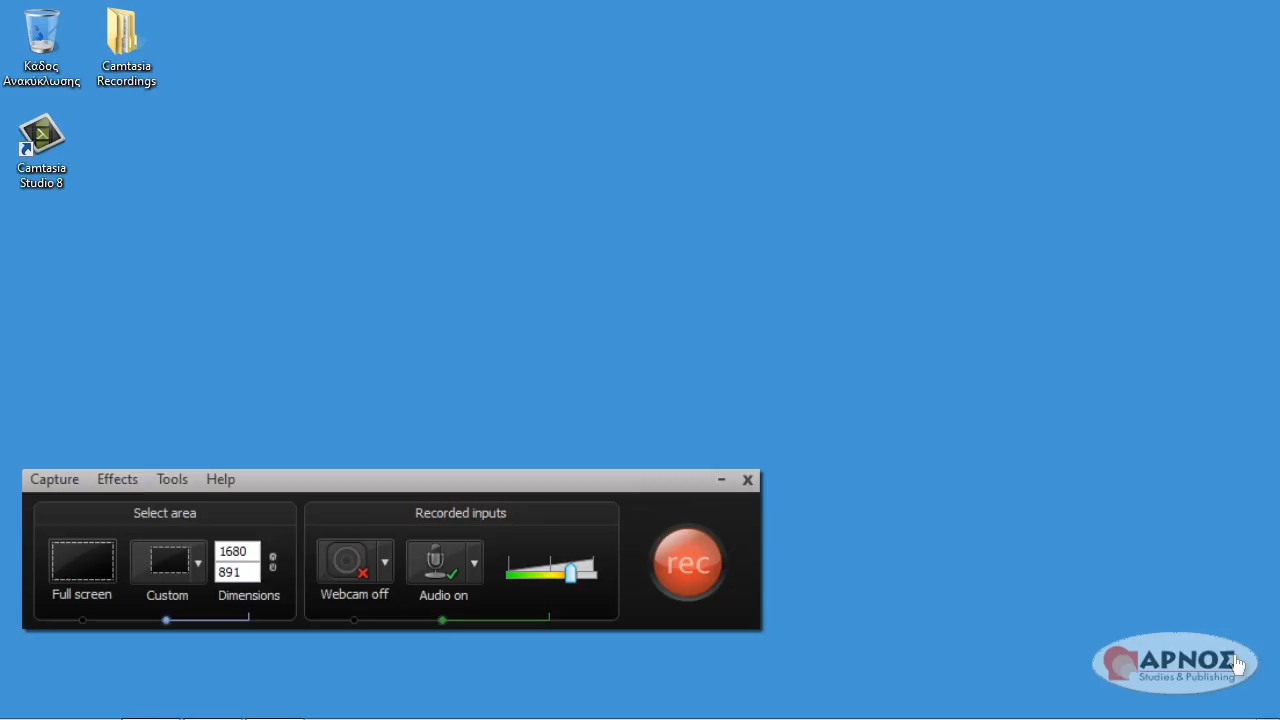 Κάδος
Ανακύκλωσης
Camtasia
Recordings
Camtasia
Studio 8
Capture Effects Tools Help
Select area
Recorded inputs
1680
891
Full screen
Custom
Dimensions
Webcam off
Audio on
rec
ΑΡΝΟΣ
Studies & Publishing